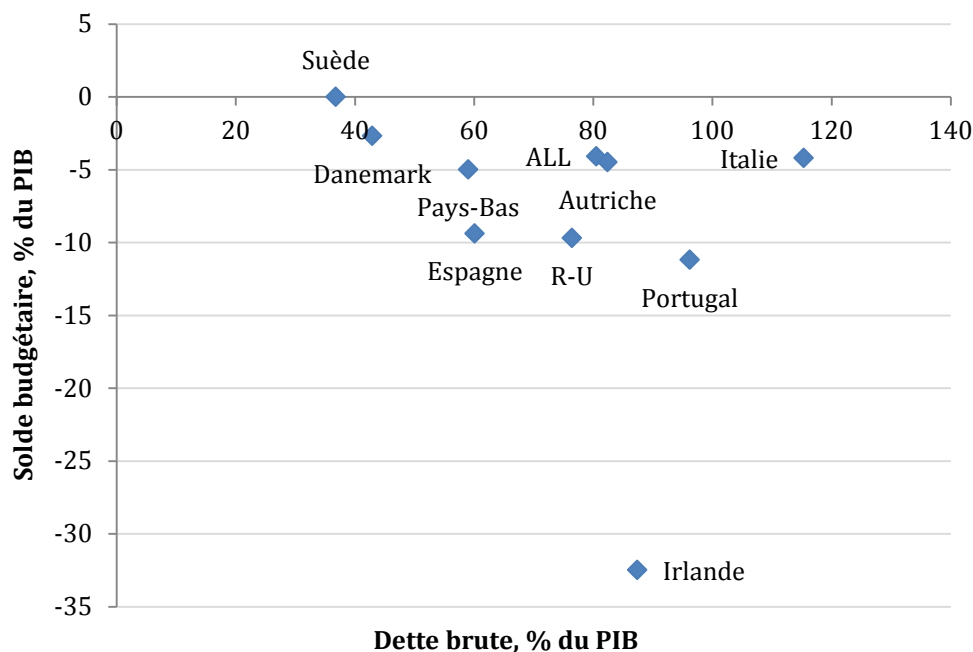 5
0
-5
-10
-15
-20
-25
-30
-35
0 20 40 60 80 100 120 140
Suède
Danemark
Pays-Bas
Espagne
ALL
Autriche
R-U
Portugal
Italie
Irlande
Solde budgétaire, % du PIB
Dette brute, % du PIB